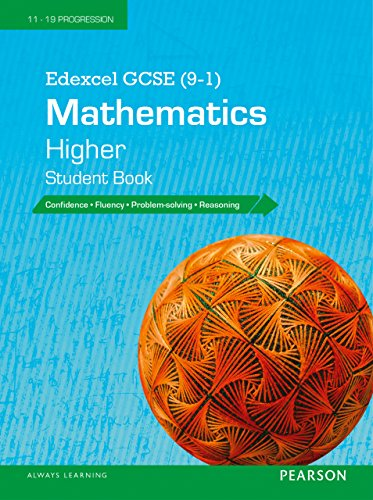 11 - 19 PROGRESSION
Edexcel GCSE (9-1)
Mathematics
Higher
Student Book
Confidence • Fluency • Problem-solving • Reasoning
ALWAYS LEARNING
PEARSON